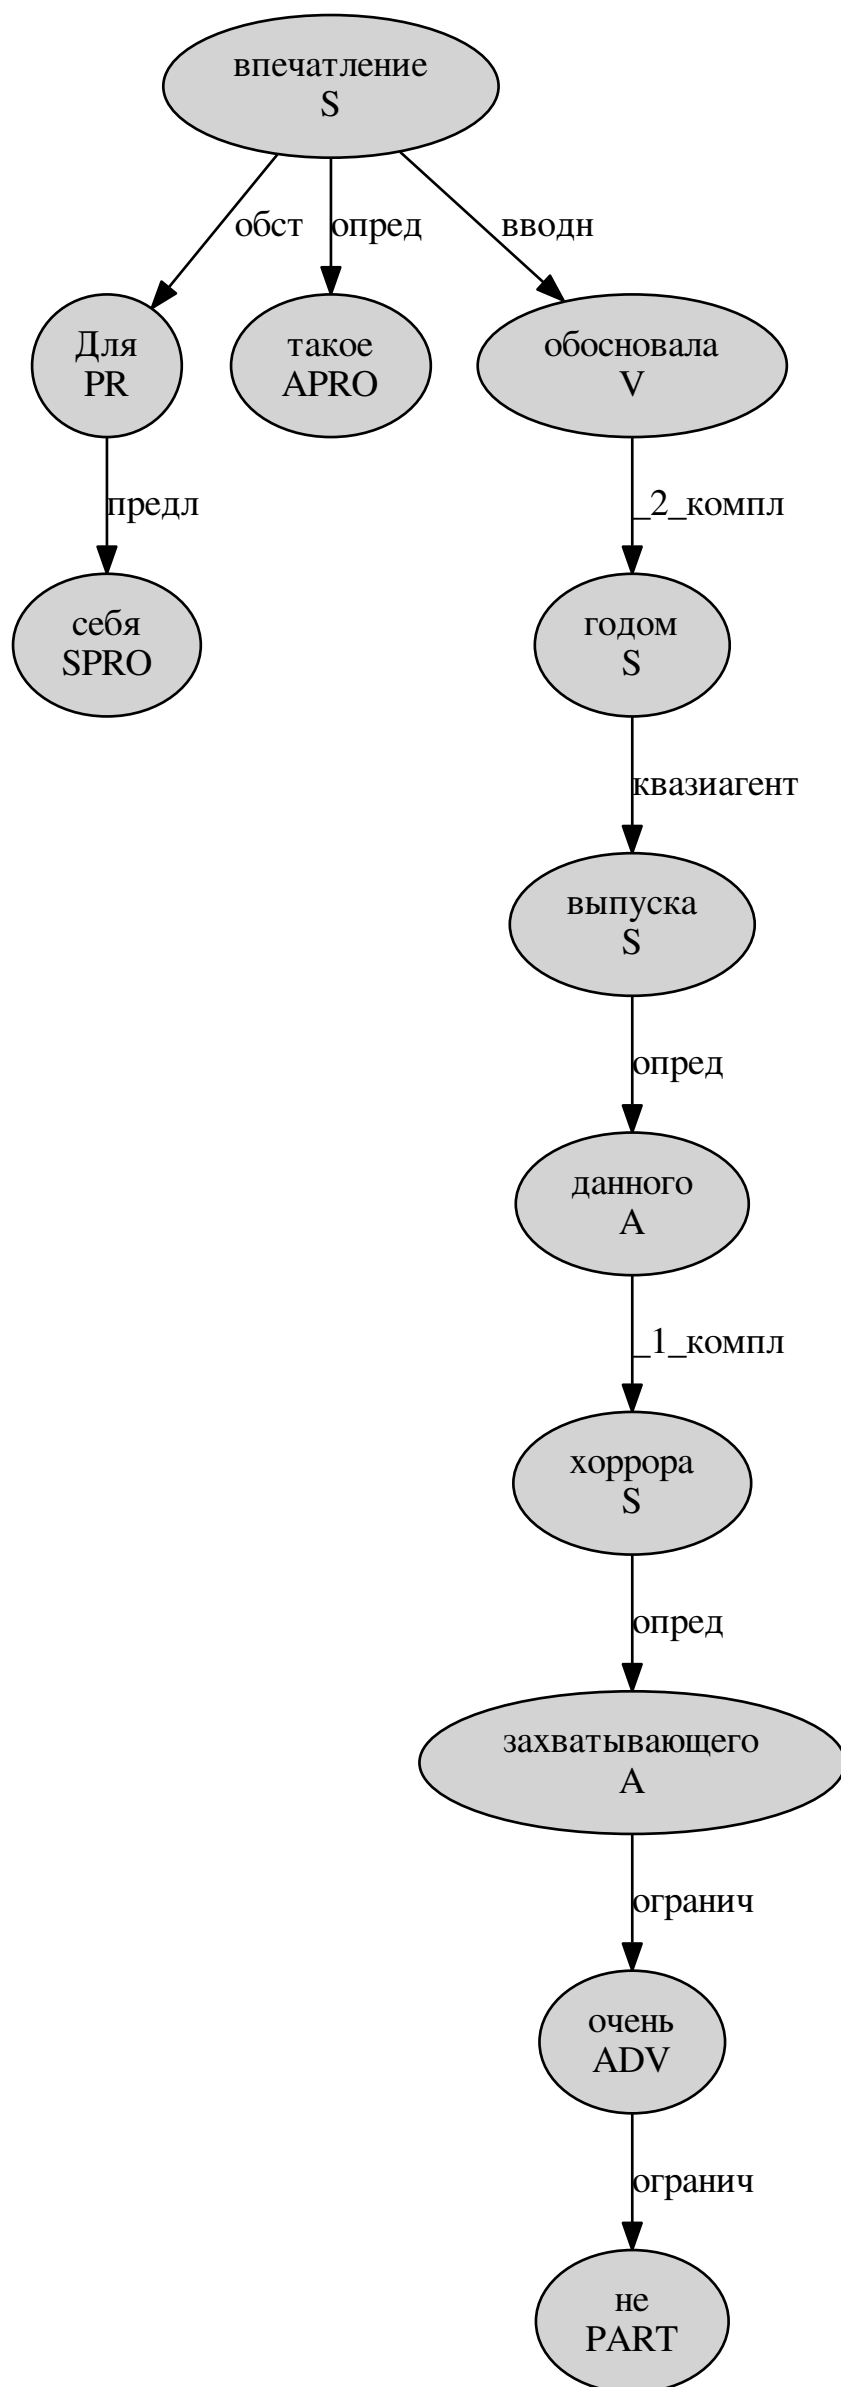 впечатление
S
обст
опред
вводн
Для
PR
такое
APRO
обосновала
V
предл
_2_компл
себя
SPRO
годом
S
квазиагент
выпуска
S
опред
данного
A
_1_компл
хоррора
S
опред
захватывающего
A
огранич
очень
ADV
огранич
не
PART